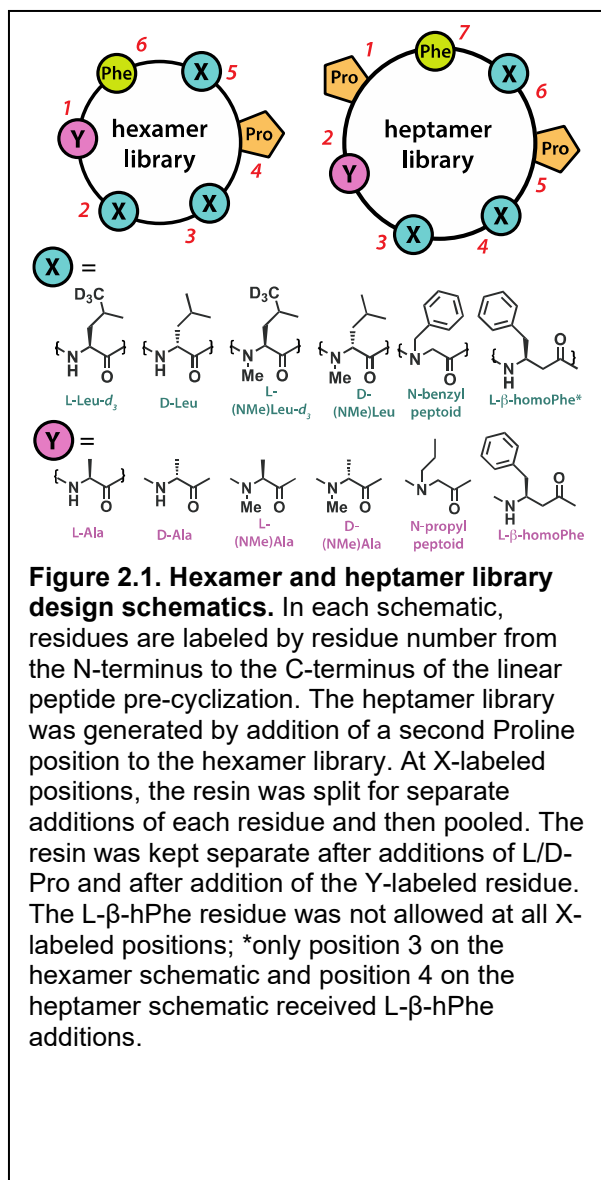 6
7
1
Phe
X
5
Phe
X
Pro
1
6
Y
hexamer
library
Pro
2
heptamer
library
Pro
4
Y
5
2
X
X
3
3
X
X
4
X =
D₃C
D₃C
O
O
O
O
O
O
N
H
N
H
N
Me
N
Me
N
N
H
L-Leu-d₃
D-Leu
L-
(NMe)Leu-d₃
D-
(NMe)Leu
N-benzyl
peptoid
L-β-homoPhe*
Y =
O
O
O
O
O
O
N
H
N
H
N
Me
N
Me
N
N
H
L-Ala
D-Ala
L-
(NMe)Ala
D-
(NMe)Ala
N-propyl
peptoid
L-β-homoPhe
Figure 2.1. Hexamer and heptamer library
design schematics. In each schematic,
residues are labeled by residue number from
the N-terminus to the C-terminus of the linear
peptide pre-cyclization. The heptamer library
was generated by addition of a second Proline
position to the hexamer library. At X-labeled
positions, the resin was split for separate
additions of each residue and then pooled. The
resin was kept separate after additions of L/D-
Pro and after addition of the Y-labeled residue.
The L-β-hPhe residue was not allowed at all X-
labeled positions; *only position 3 on the
hexamer schematic and position 4 on the
heptamer schematic received L-β-hPhe
additions.